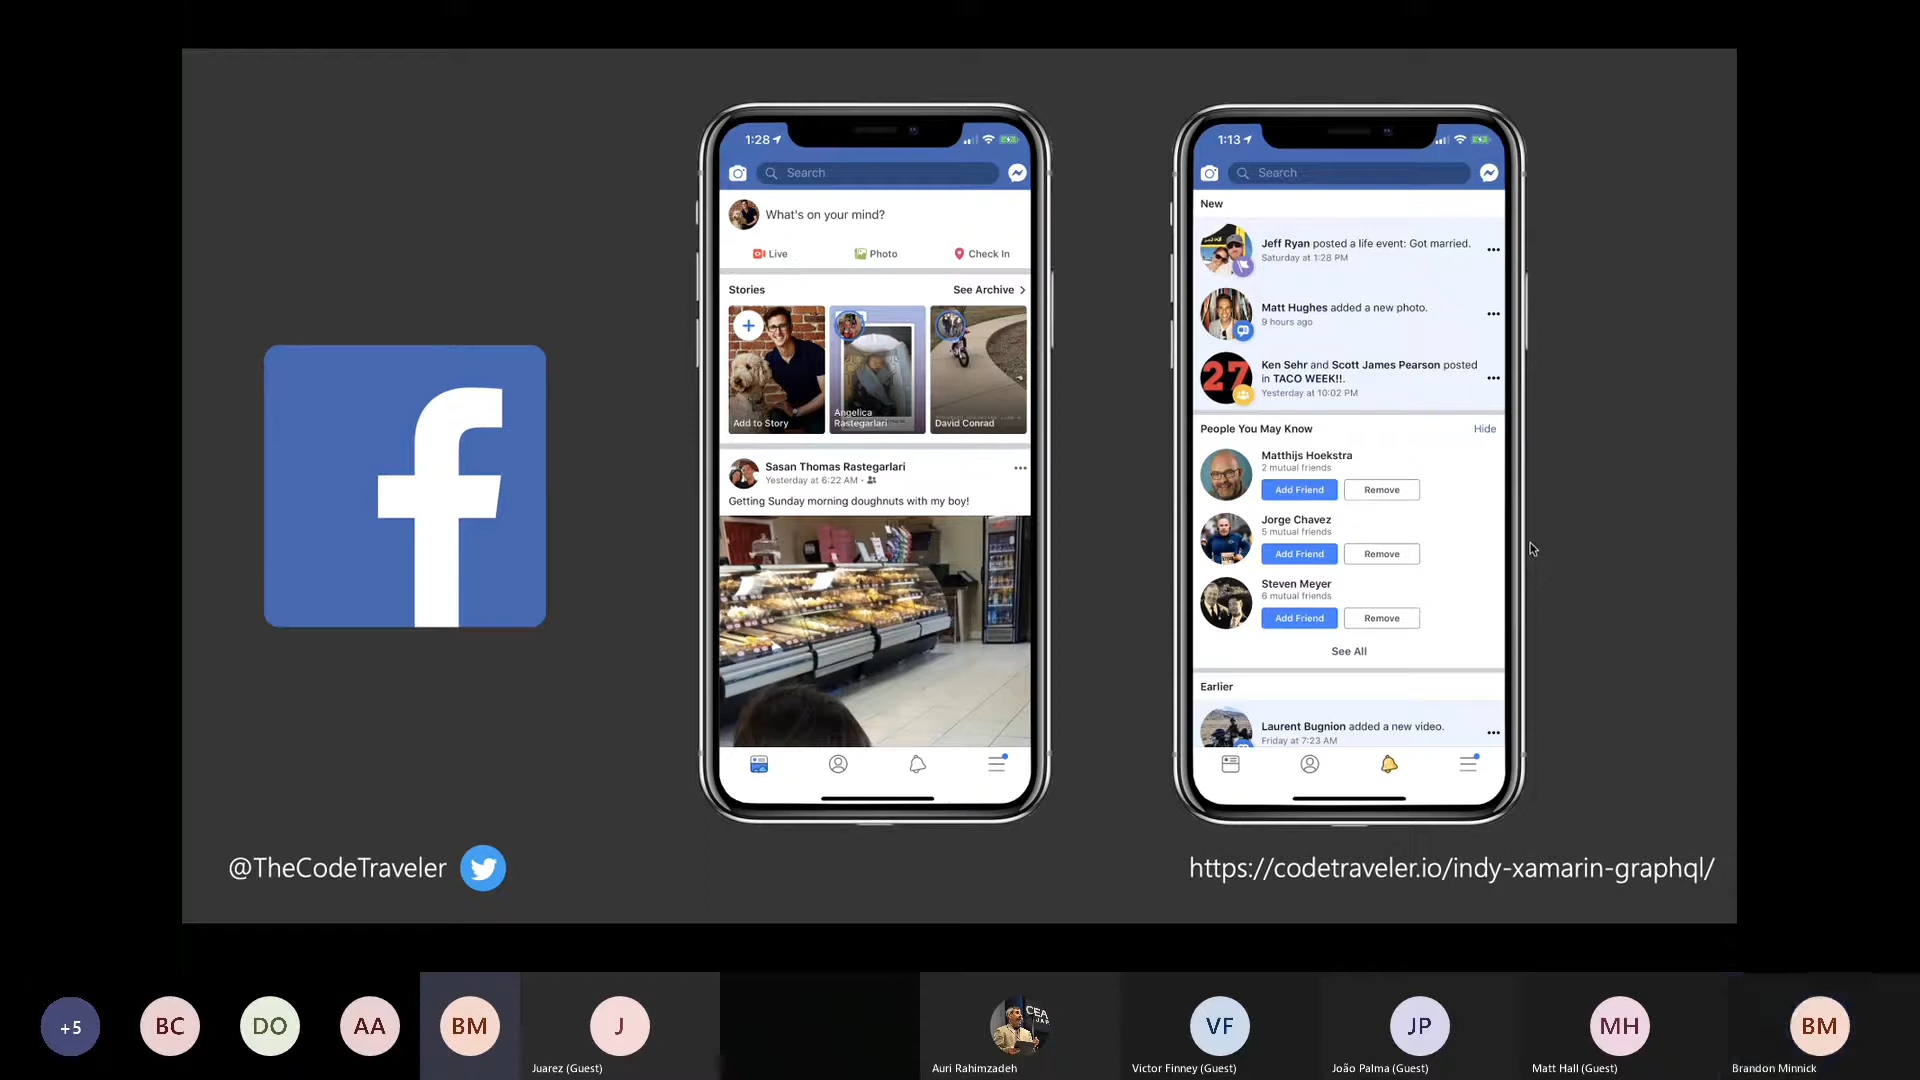 1:28
Search
What's on your mind?
Live
Photo
Check In
Stories
See Archive
Add to Story
Angelica
Rastegarlari
David Conrad
Sasan Thomas Rastegarlari
Yesterday at 6:22 AM •
Getting Sunday morning doughnuts with my boy!
1:13
Search
New
Jeff Ryan posted a life event: Got married.
Saturday at 1:28 PM
Matt Hughes added a new photo.
9 hours ago
27
Ken Sehr and Scott James Pearson posted
in TACO WEEK!!.
Yesterday at 10:02 PM
People You May Know
Hide
Matthijs Hoekstra
2 mutual friends
Add Friend
Remove
Jorge Chavez
5 mutual friends
Add Friend
Remove
Steven Meyer
6 mutual friends
Add Friend
Remove
See All
Earlier
Laurent Bugnion added a new video.
Friday at 7:23 AM
f
@TheCodeTraveler
https://codetraveler.io/indy-xamarin-graphql/
+5
BC
DO
AA
BM
J
Juarez (Guest)
CEA
Auri Rahimzadeh
VF
Victor Finney (Guest)
JP
João Palma (Guest)
MH
Matt Hall (Guest)
BM
Brandon Minnick